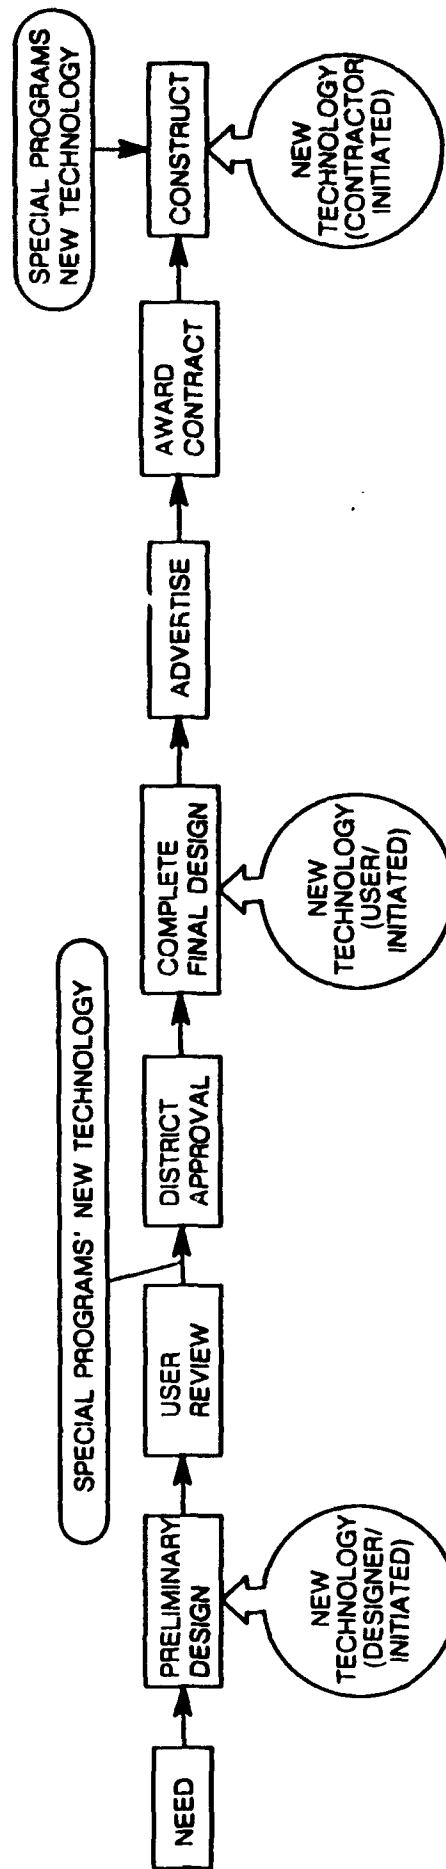 SPECIAL PROGRAMS' NEW TECHNOLOGY
SPECIAL PROGRAMS
NEW TECHNOLOGY
NEED
PRELIMINARY
DESIGN
USER
REVIEW
DISTRICT
APPROVAL
COMPLETE
FINAL DESIGN
ADVERTISE
AWARD
CONTRACT
CONSTRUCT
NEW
TECHNOLOGY
(DESIGNER/
INITIATED)
NEW
TECHNOLOGY
(USER/
INITIATED)
NEW
TECHNOLOGY
(CONTRACTOR
INITIATED)